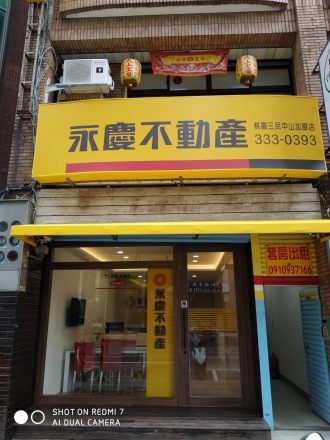 永慶不動產
桃園三民中山加盟店
333-0393
套房出租
0910937166
永慶不動產
SHOT ON REDMI 7
AI DUAL CAMERA